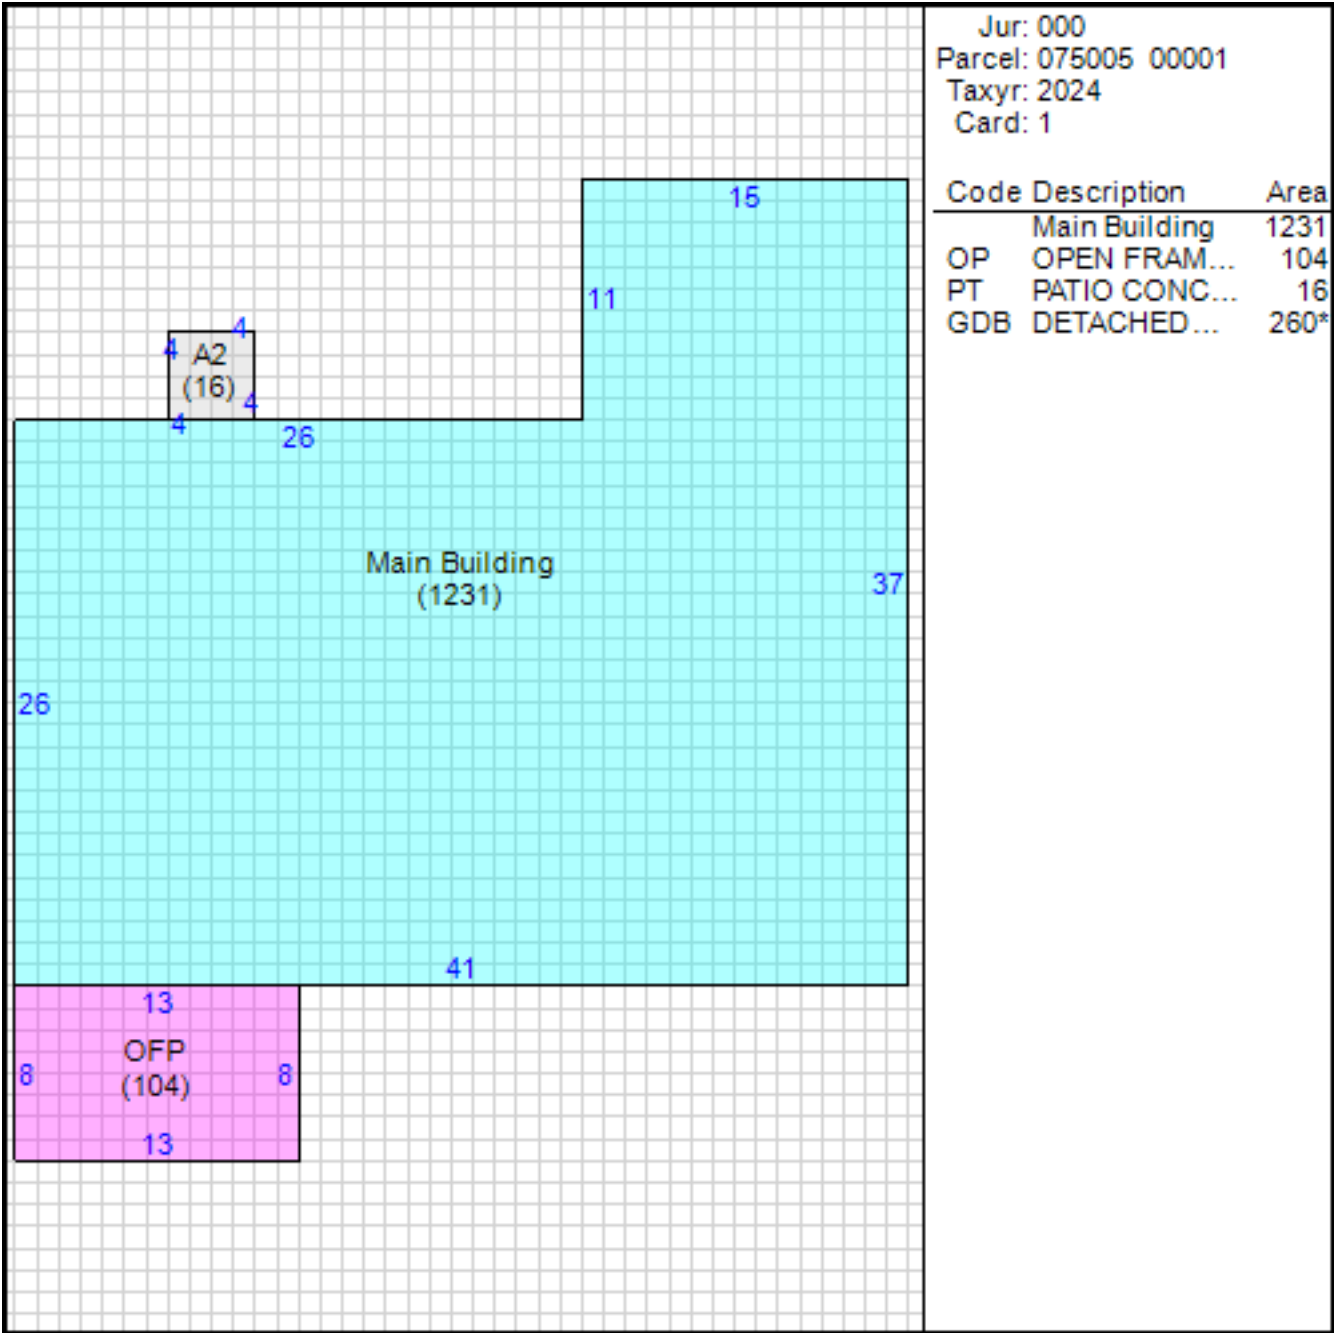 Jur: 000
Parcel: 075005 00001
Taxyr: 2024
Card: 1
Code Description Area
Main Building 1231
OP OPEN FRAM... 104
PT PATIO CONC... 16
GDB DETACHED... 260*
15
11
4
4
A2
(16)
4
4
26
Main Building
(1231)
37
26
41
13
OFP
8
8
(104)
13